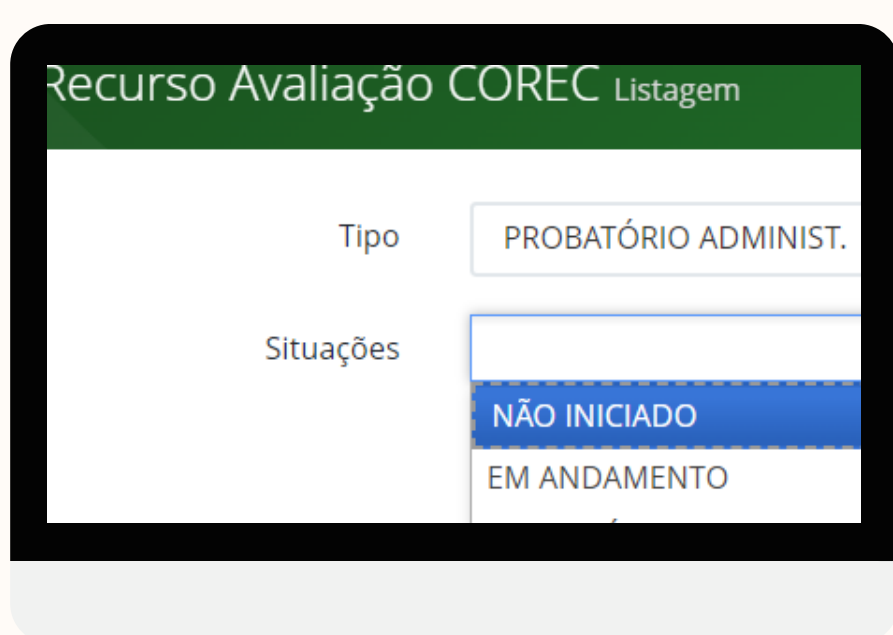 Recurso Avaliação COREC Listagem
Tipo PROBATÓRIO ADMINIST.
Situações
NÃO INICIADO
EM ANDAMENTO